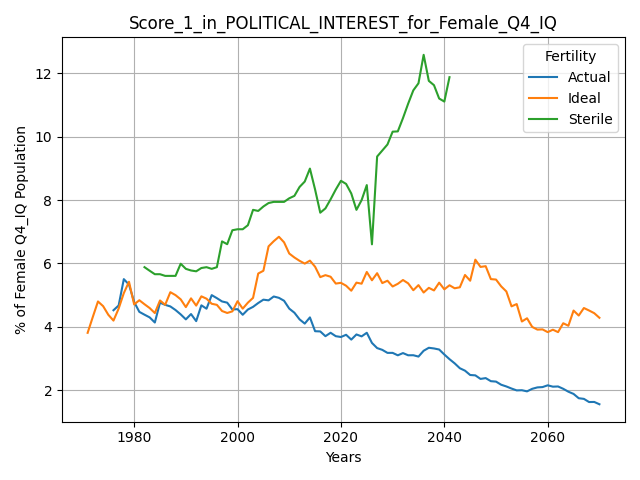 Score_1_in_POLITICAL_INTEREST_for_Female_Q4_IQ
% of Female Q4_IQ Population
12
10
8
6
4
2
Fertility
Actual
Ideal
Sterile
1980
2000
2020
2040
2060
Years